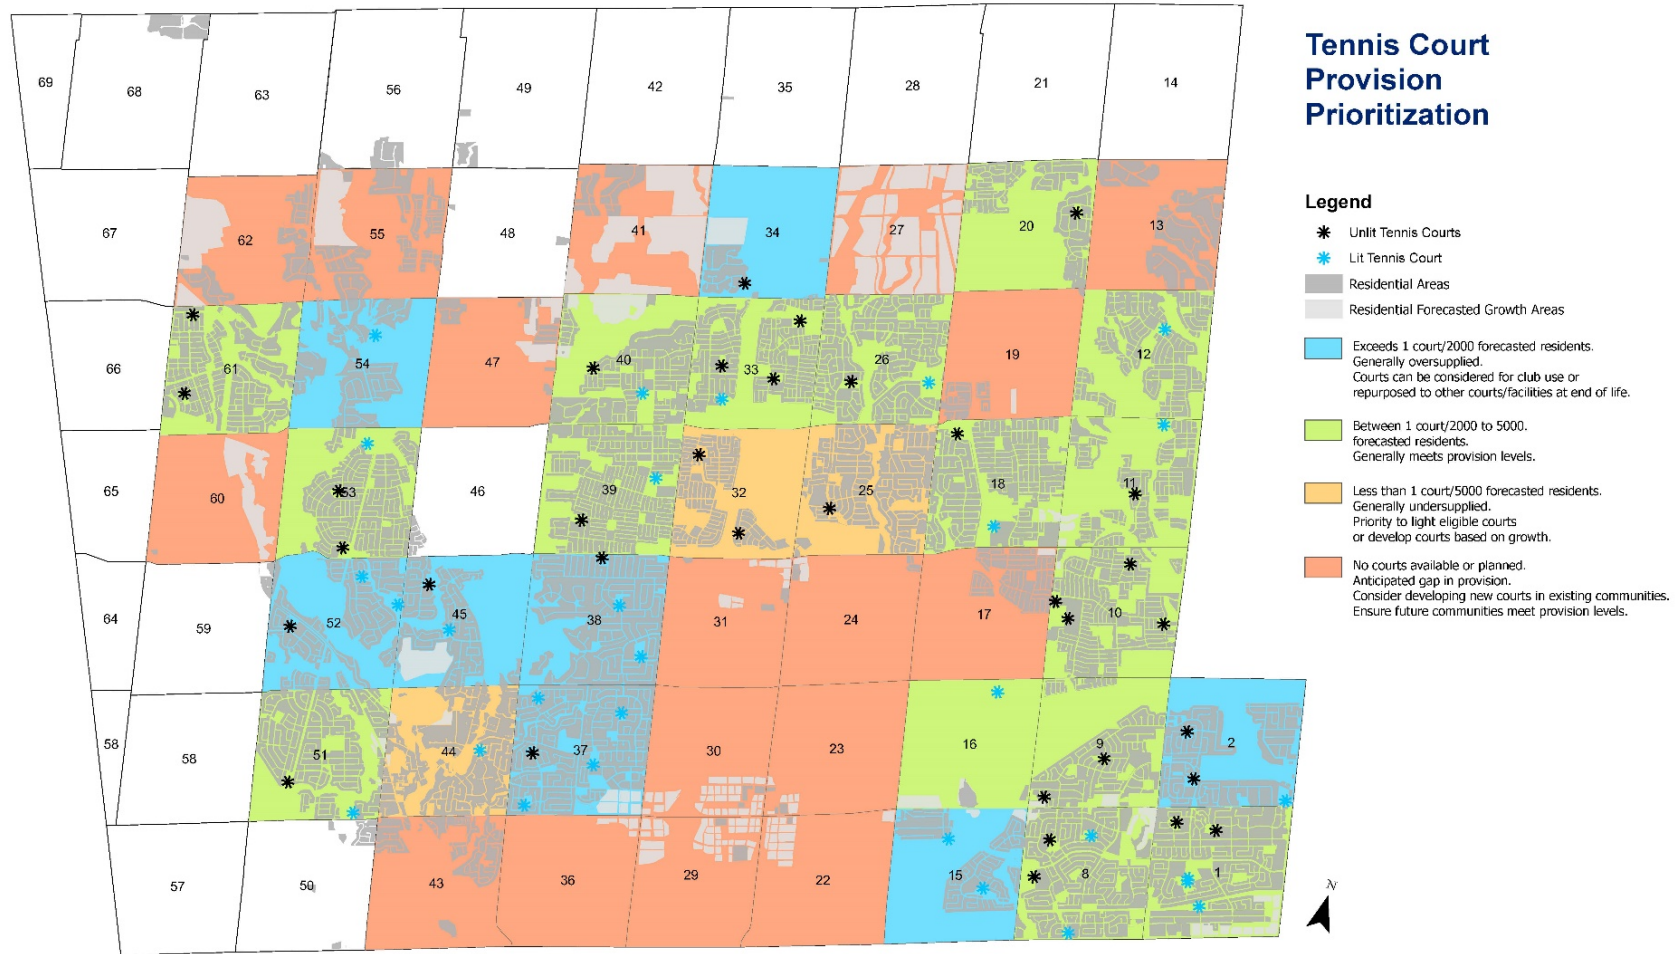 Tennis Court
Provision
Prioritization
69 68 63 56 49 42 35 28 21 14
67 62 55 48 41 34 27 20 13
66 61 54 47 40 33 26 19 12
65 60 53 46 39 32 25 18 11
64 59 52 45 38 31 24 17 10
58 58 51 44 37 30 23 16 9 2
57 50 43 36 29 22 15 8 1
Legend
Unlit Tennis Courts
Lit Tennis Court
Residential Areas
Residential Forecasted Growth Areas
Exceeds 1 court/2000 forecasted residents.
Generally oversupplied.
Courts can be considered for club use or
repurposed to other courts/facilities at end of life.
Between 1 court/2000 to 5000.
forecasted residents.
Generally meets provision levels.
Less than 1 court/5000 forecasted residents.
Generally undersupplied.
Priority to light eligible courts
or develop courts based on growth.
No courts available or planned.
Anticipated gap in provision.
Consider developing new courts in existing communities.
Ensure future communities meet provision levels.
N